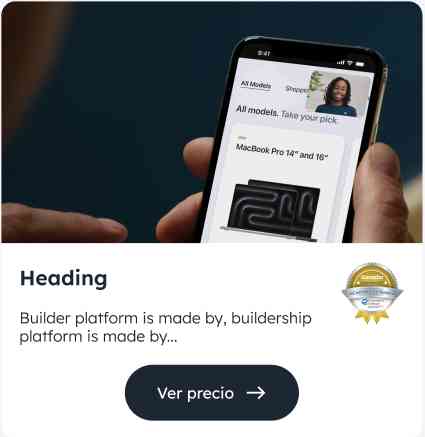 9:41
All Models
Shoppi
All models. Take your pick.
MacBook Pro 14" and 16"
Heading
Builder platform is made by, buildership
platform is made by...
Ver precio